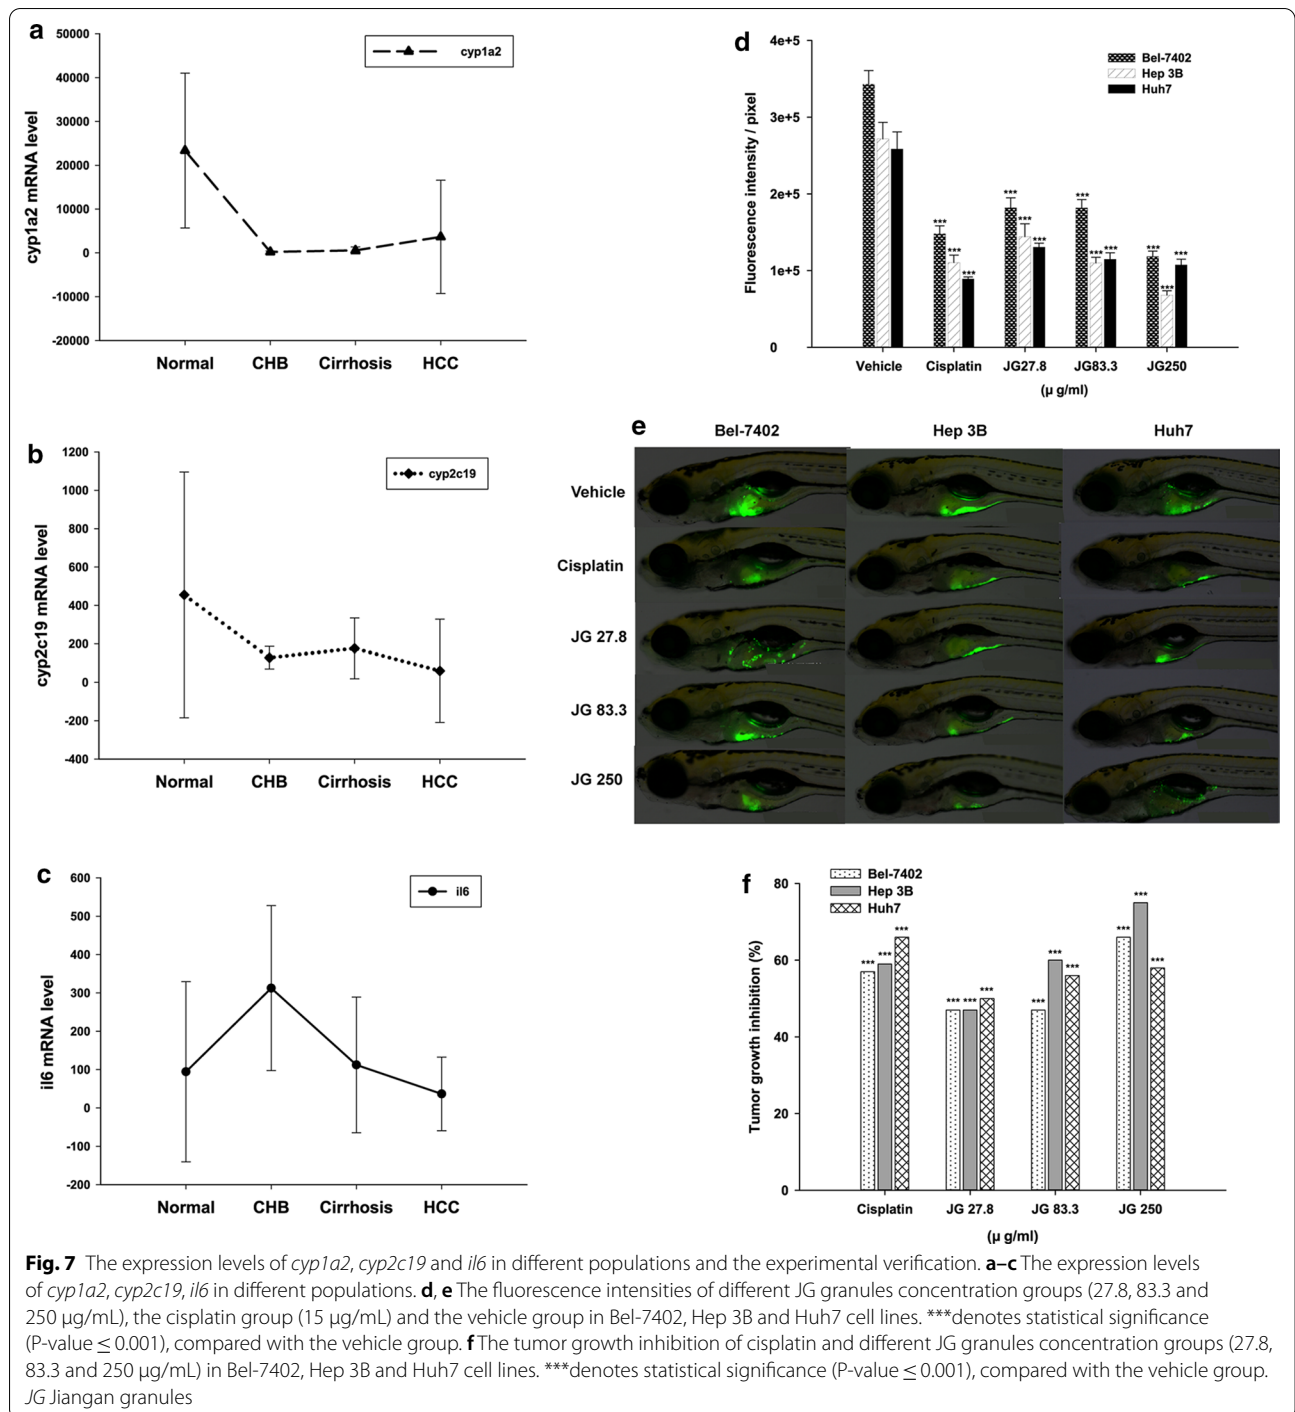 a
50000
40000
30000
20000
10000
0
-10000
-20000
cyp1a2 mRNA level
cyp1a2
Normal CHB Cirrhosis HCC
b
1200
1000
800
600
400
200
0
-200
-400
cyp2c19 mRNA level
cyp2c19
Normal CHB Cirrhosis HCC
c
600
500
400
300
200
100
0
-100
-200
il6 mRNA level
il6
Normal CHB Cirrhosis HCC
d
4e+5
3e+5
2e+5
1e+5
0
Fluorescence intensity / pixel
Bel-7402
Hep 3B
Huh7
*** *** ***
*** *** ***
*** *** ***
*** *** ***
Vehicle Cisplatin JG27.8 JG83.3 JG250
(μ g/ml)
e
Bel-7402 Hep 3B Huh7
Vehicle
Cisplatin
JG 27.8
JG 83.3
JG 250
f
80
60
40
20
0
Tumor growth inhibition (%)
Bel-7402
Hep 3B
Huh7
*** *** ***
*** *** ***
*** *** ***
*** *** ***
Cisplatin JG 27.8 JG 83.3 JG 250
(μ g/ml)
Fig. 7 The expression levels of cyp1a2, cyp2c19 and il6 in different populations and the experimental verification. a–c The expression levels
of cyp1a2, cyp2c19, il6 in different populations. d, e The fluorescence intensities of different JG granules concentration groups (27.8, 83.3 and
250 μg/mL), the cisplatin group (15 μg/mL) and the vehicle group in Bel-7402, Hep 3B and Huh7 cell lines. ***denotes statistical significance
(P-value ≤ 0.001), compared with the vehicle group. f The tumor growth inhibition of cisplatin and different JG granules concentration groups (27.8,
83.3 and 250 μg/mL) in Bel-7402, Hep 3B and Huh7 cell lines. ***denotes statistical significance (P-value ≤ 0.001), compared with the vehicle group.
JG Jiangan granules